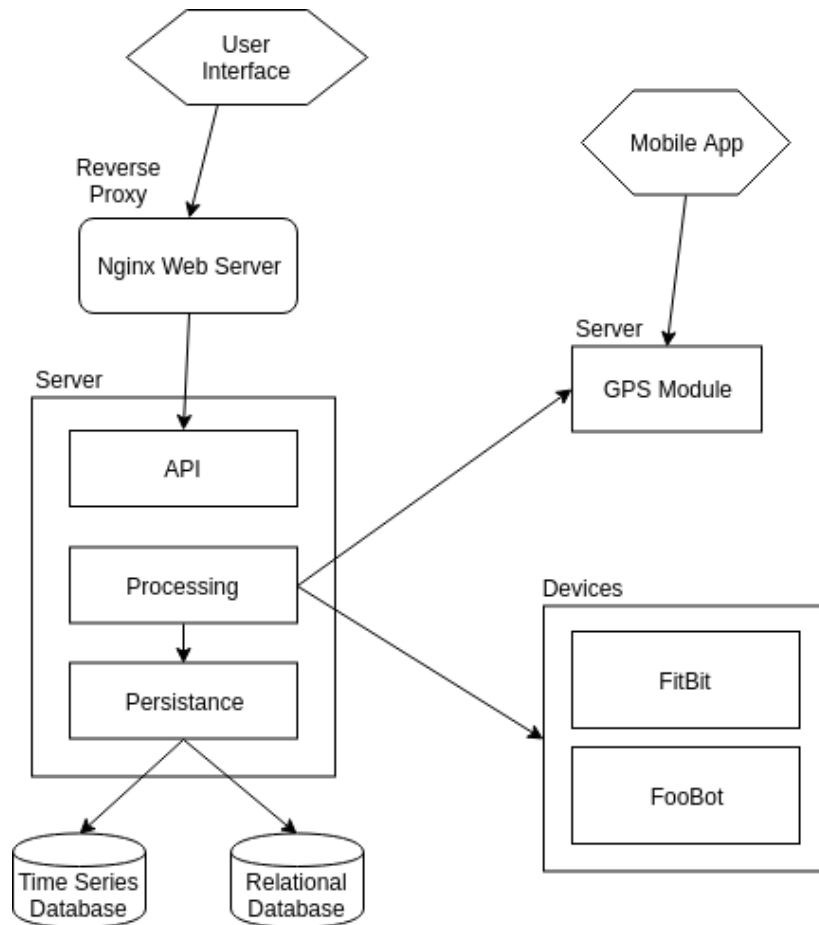 User
Interface
Mobile App
Reverse
Proxy
Nginx Web Server
Server
GPS Module
Server
API
Processing
Persistance
Devices
FitBit
FooBot
Time Series
Database
Relational
Database